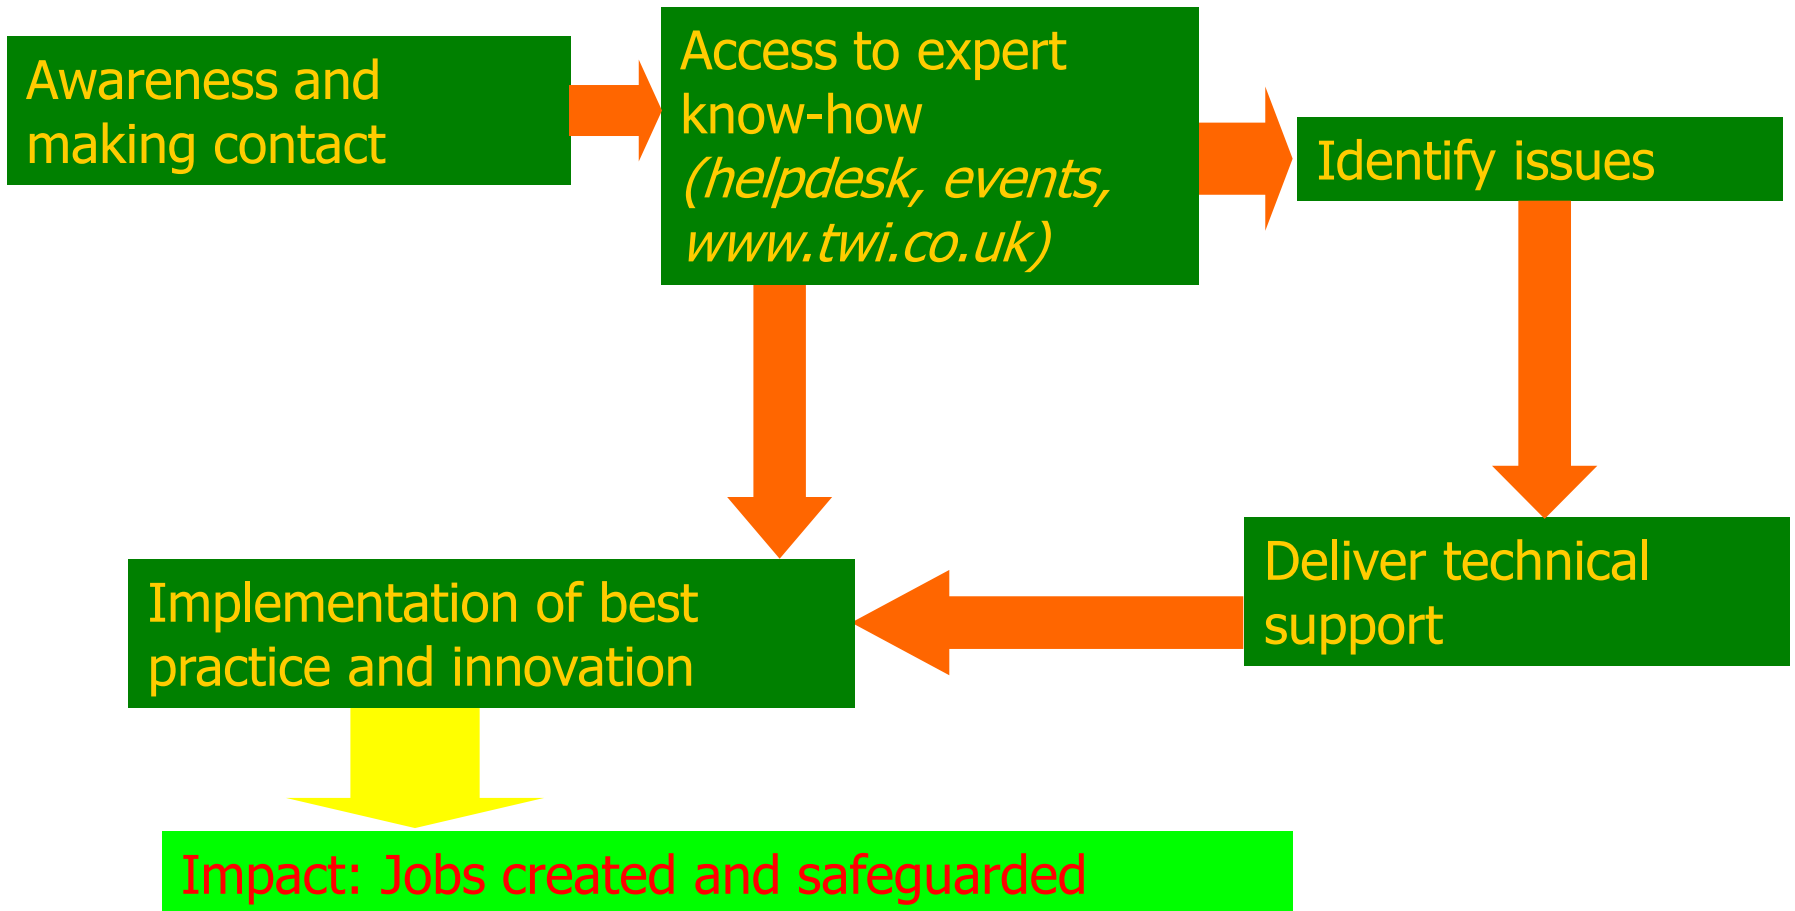 Awareness and
making contact
Access to expert
know-how
(helpdesk, events,
www.twi.co.uk)
Identify issues
Deliver technical
support
Implementation of best
practice and innovation
Impact: Jobs created and safeguarded